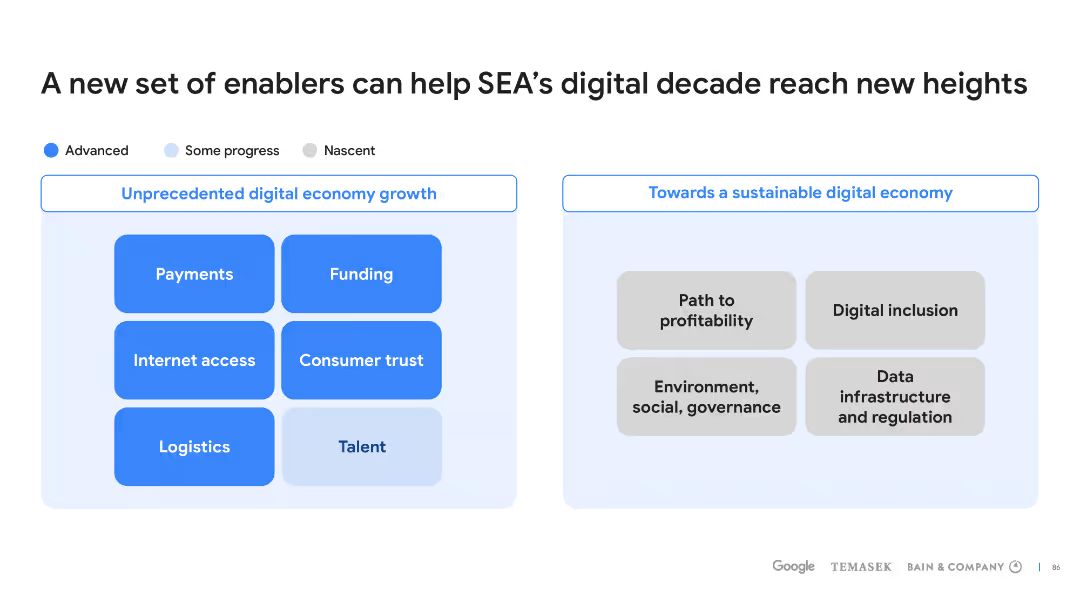 A new set of enablers can help SEA's digital decade reach new heights
Advanced
Some progress
Nascent
Unprecedented digital economy growth
Payments
Funding
Internet access
Consumer trust
Logistics
Talent
Towards a sustainable digital economy
Path to
profitability
Digital inclusion
Environment,
social, governance
Data
infrastructure
and regulation
Google TEMASEK BAIN & COMPANY | 86